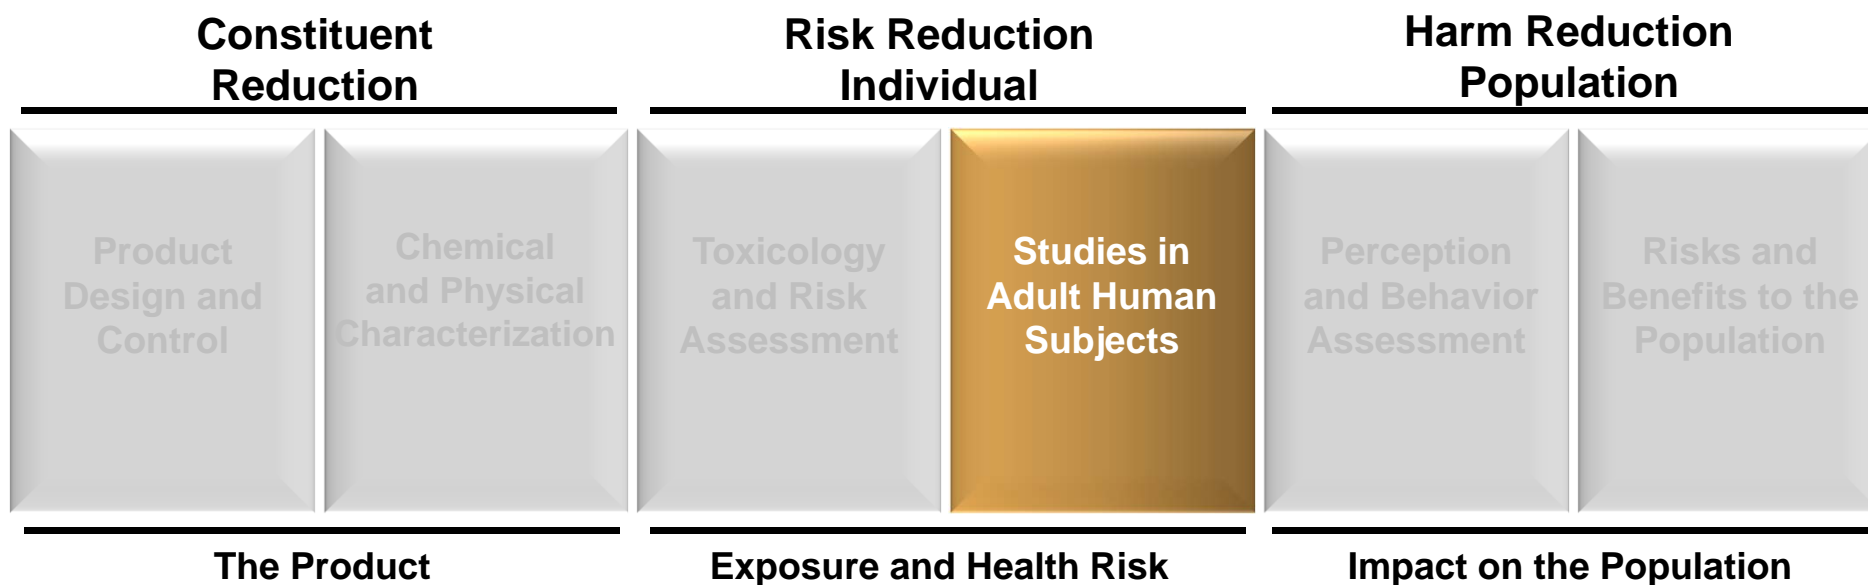 Constituent
Reduction
Risk Reduction
Individual
Harm Reduction
Population
Product
Design and
Control
Chemical
and Physical
Characterization
Toxicology
and Risk
Assessment
Studies in
Adult Human
Subjects
Perception
and Behavior
Assessment
Risks and
Benefits to the
Population
The Product
Exposure and Health Risk
Impact on the Population